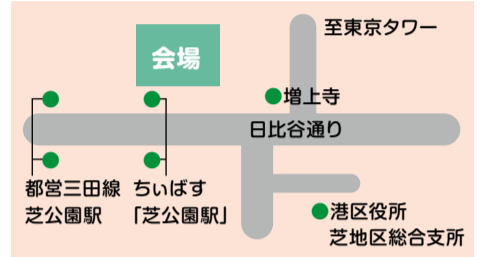 至東京タワー
会場
増上寺
日比谷通り
都営三田線
芝公園駅
ちぃばす
「芝公園駅」
港区役所
芝地区総合支所